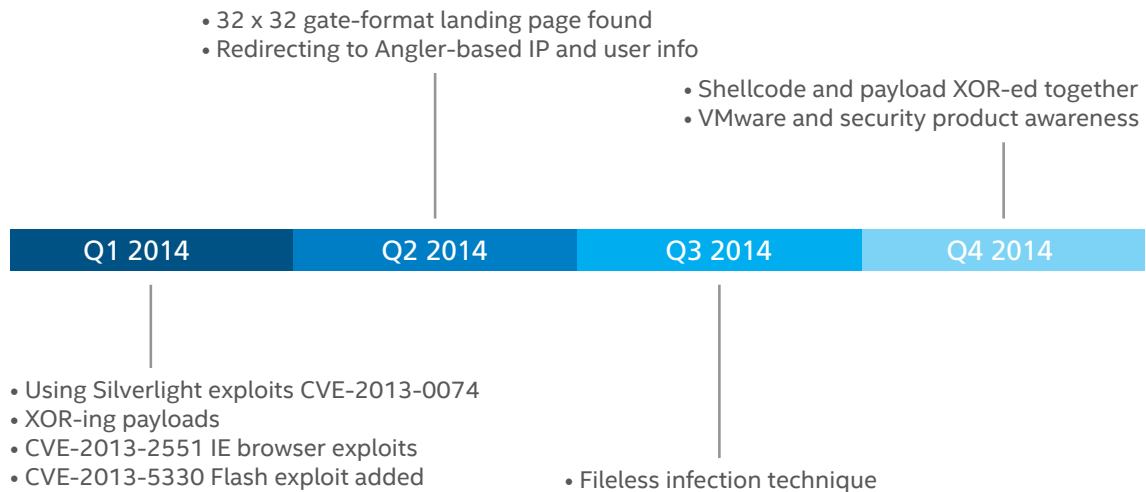 • 32 x 32 gate-format landing page found
• Redirecting to Angler-based IP and user info
• Shellcode and payload XOR-ed together
• VMware and security product awareness
Q1 2014
Q2 2014
Q3 2014
Q4 2014
• Using Silverlight exploits CVE-2013-0074
• XOR-ing payloads
• CVE-2013-2551 IE browser exploits
• CVE-2013-5330 Flash exploit added
• Fileless infection technique